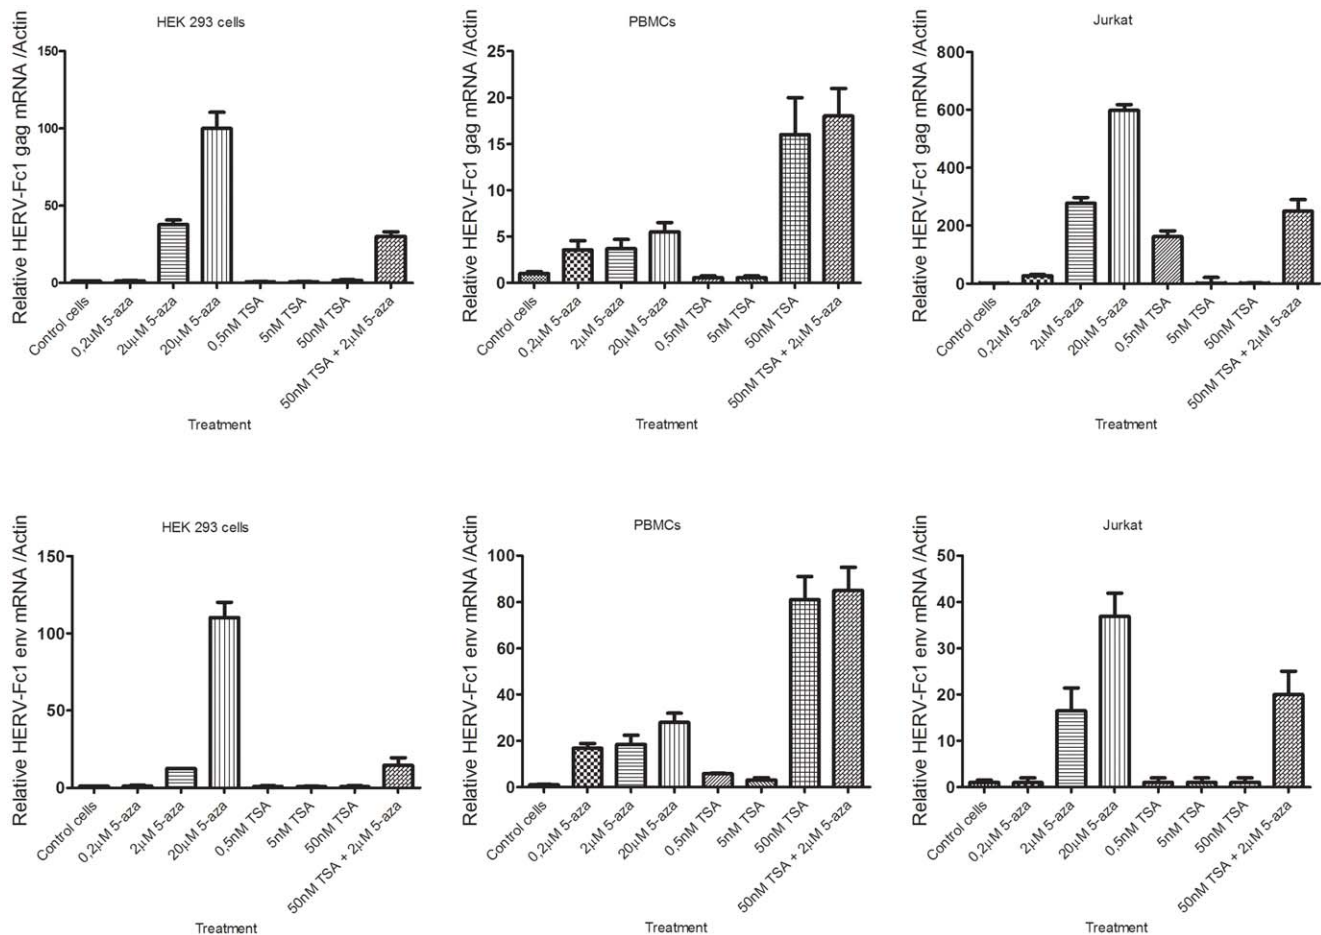 HEK 293 cells
Relative HERV-Fc1 gag mRNA /Actin
150
100
50
0
Control cells
0,2uM 5-aza
2uμM 5-aza
20μM 5-aza
0,5nM TSA
5nM TSA
50nM TSA
50nM TSA + 2μM 5-aza
Treatment
PBMCs
Relative HERV-Fc1 gag mRNA /Actin
25
20
15
10
5
0
Control cells
0,2μM 5-aza
2μM 5-aza
20μM 5-aza
0,5nM TSA
5nM TSA
50nM TSA
50nM TSA + 2μM 5-aza
Treatment
Jurkat
Relative HERV-Fc1 gag mRNA /Actin
800
600
400
200
0
Control cells
0,2μM 5-aza
2μM 5-aza
20μM 5-aza
0,5nM TSA
5nM TSA
50nM TSA
50nM TSA + 2μM 5-aza
Treatment
HEK 293 cells
Relative HERV-Fc1 env mRNA /Actin
150
100
50
0
Control cells
0,2μM 5-aza
2μM 5-aza
20μM 5-aza
0,5nM TSA
5nM TSA
50nM TSA
50nM TSA + 2μM 5-aza
Treatment
PBMCs
Relative HERV-Fc1 env mRNA /Actin
100
80
60
40
20
0
Control cells
0,2μM 5-aza
2μM 5-aza
20μM 5-aza
0,5nM TSA
5nM TSA
50nM TSA
50nM TSA + 2μM 5-aza
Treatment
Jurkat
Relative HERV-Fc1 env mRNA /Actin
50
40
30
20
10
0
Control cells
0,2μM 5-aza
2μM 5-aza
20μM 5-aza
0,5nM TSA
5nM TSA
50nM TSA
50nM TSA + 2μM 5-aza
Treatment